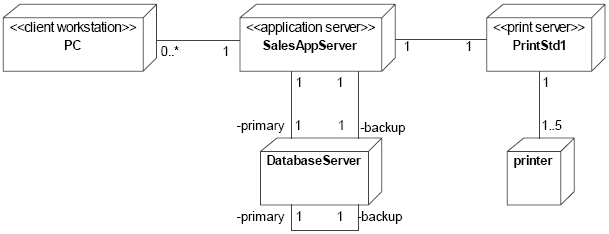 <<client workstation>>
PC
0..*
1
<<application server>>
SalesAppServer
1
1
<<print server>>
PrintStd1
1
1
1
-primary
1
1
-backup
1
1..5
DatabaseServer
printer
-primary
1
1
-backup